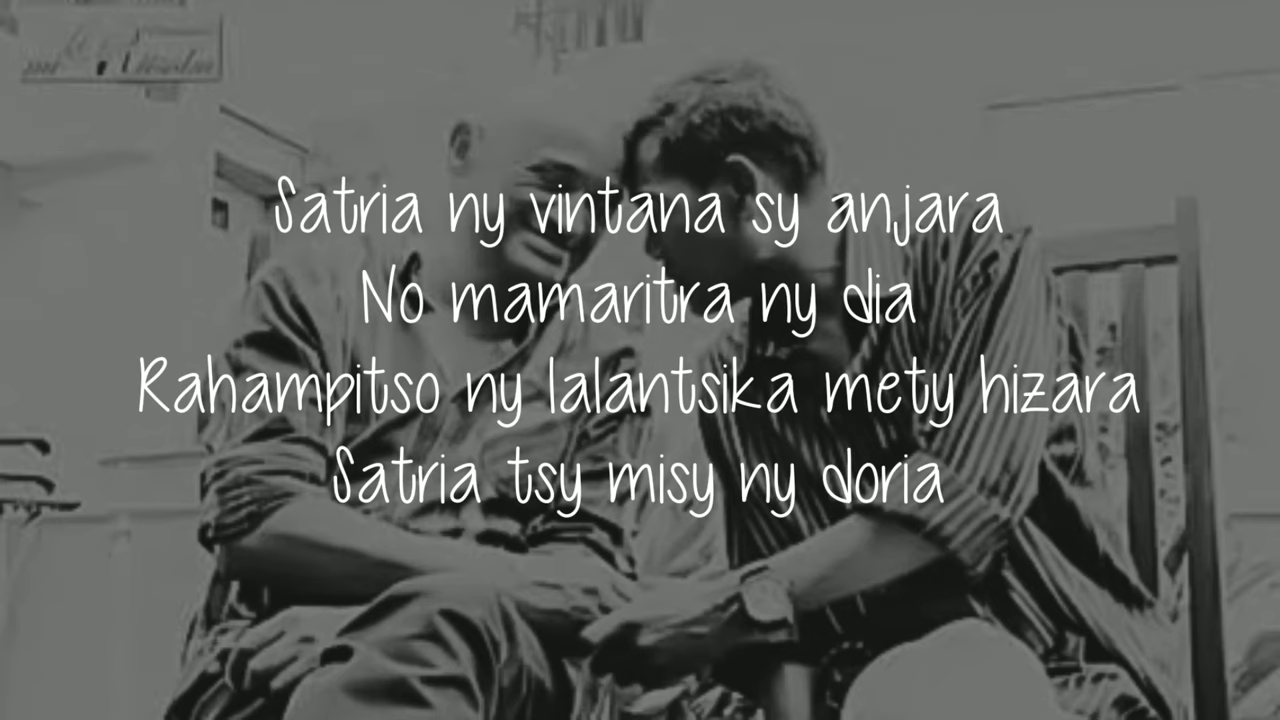 Satria ny vintana sy anjara
No mamaritra ny dia
Rahampitso ny lalantsika mety hizara
Satria tsy misy ny doria